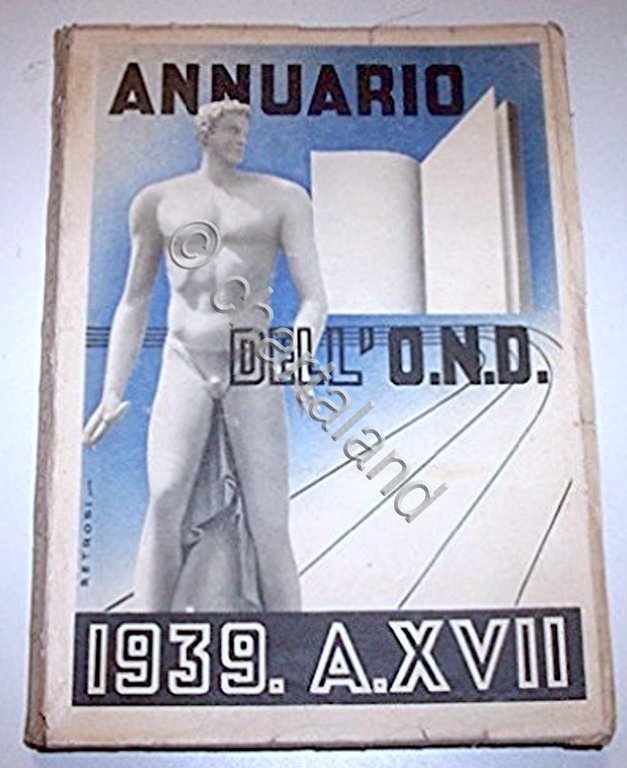 ANNUARIO
DELL'O.N.D.
1939. A.XVII
© chartaland